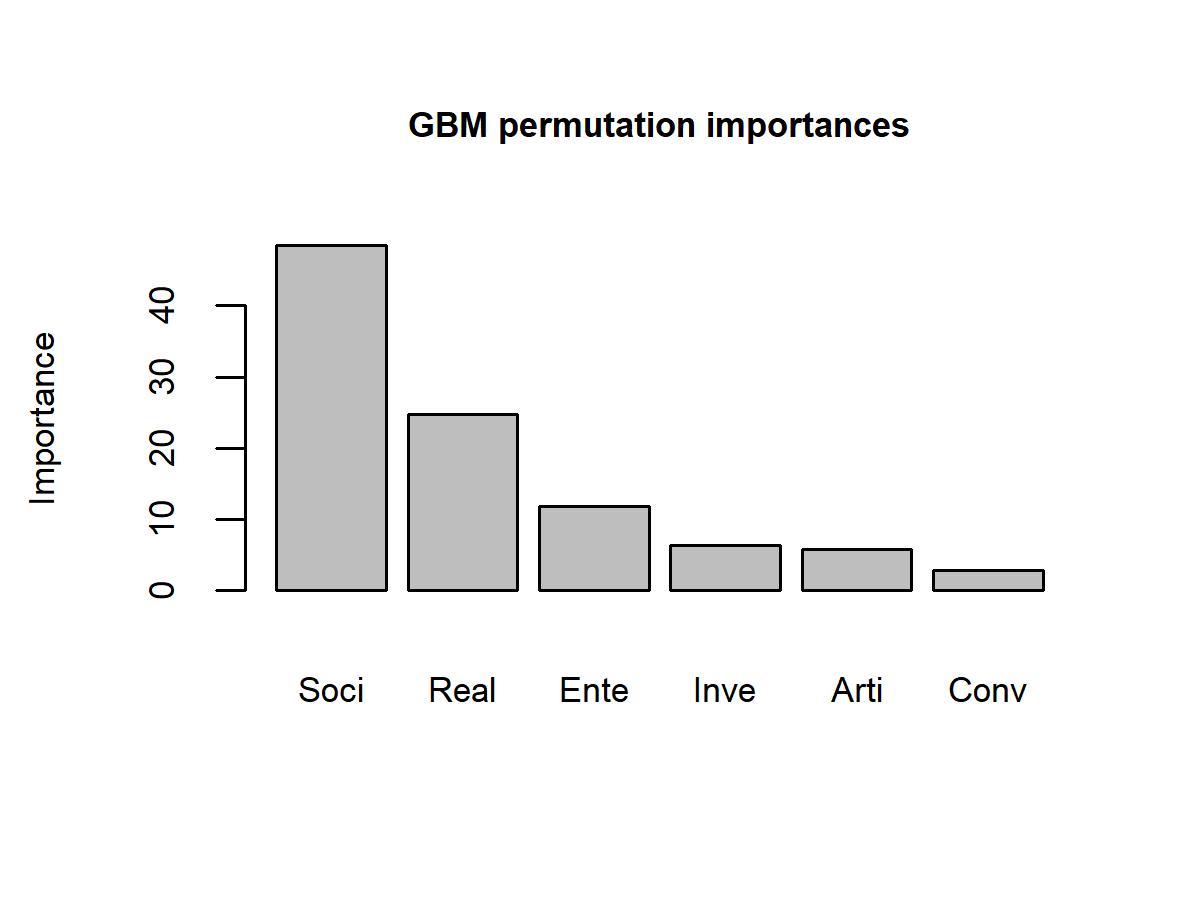 GBM permutation importances
Importance
40
30
20
10
0
Soci Real Ente Inve Arti Conv